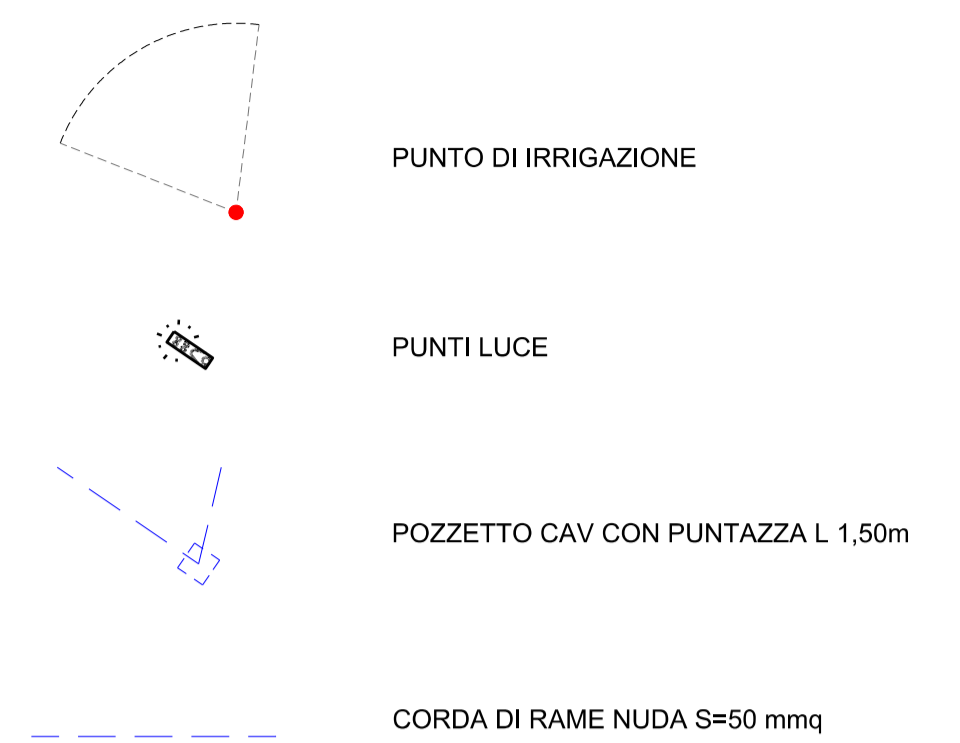 PUNTO DI IRRIGAZIONE
PUNTI LUCE
POZZETTO CAV CON PUNTAZZA L 1,50m
CORDA DI RAME NUDA S=50 mmq